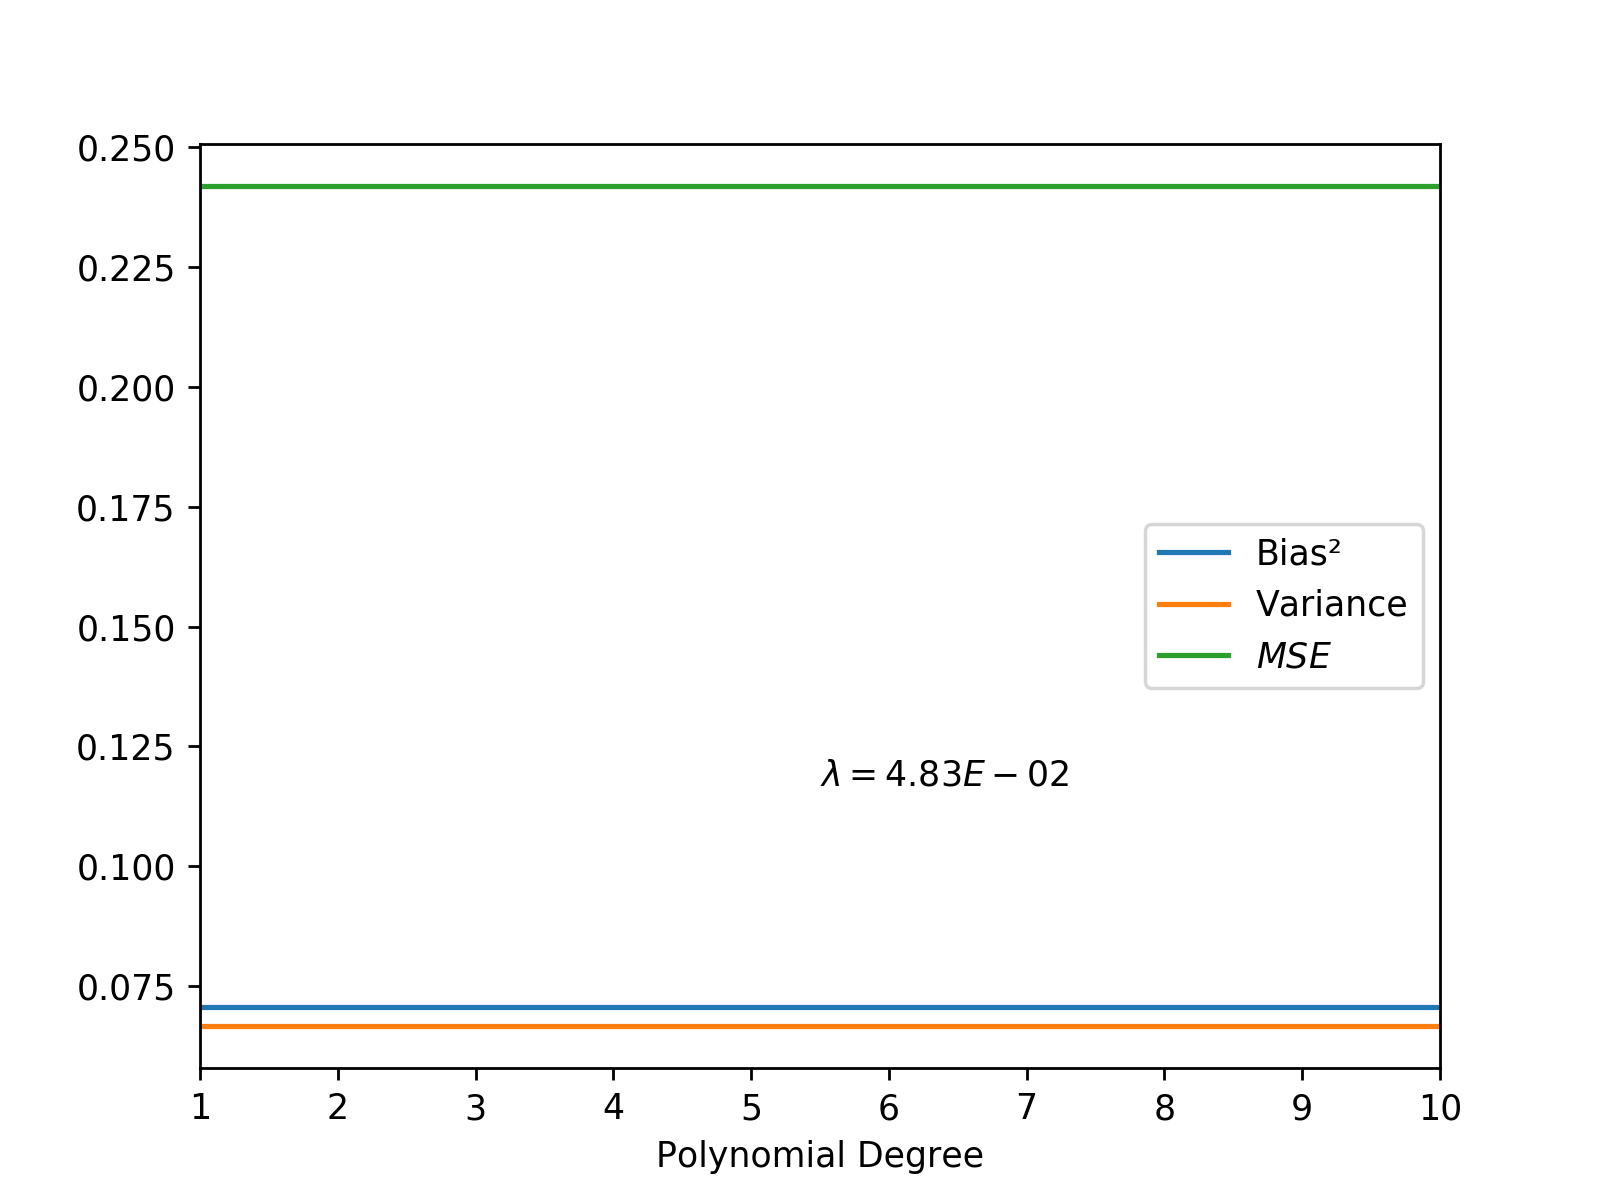 0.250
0.225
0.200
0.175
0.150
0.125
0.100
0.075
Bias²
Variance
MSE
λ = 4.83E − 02
1 2 3 4 5 6 7 8 9 10
Polynomial Degree